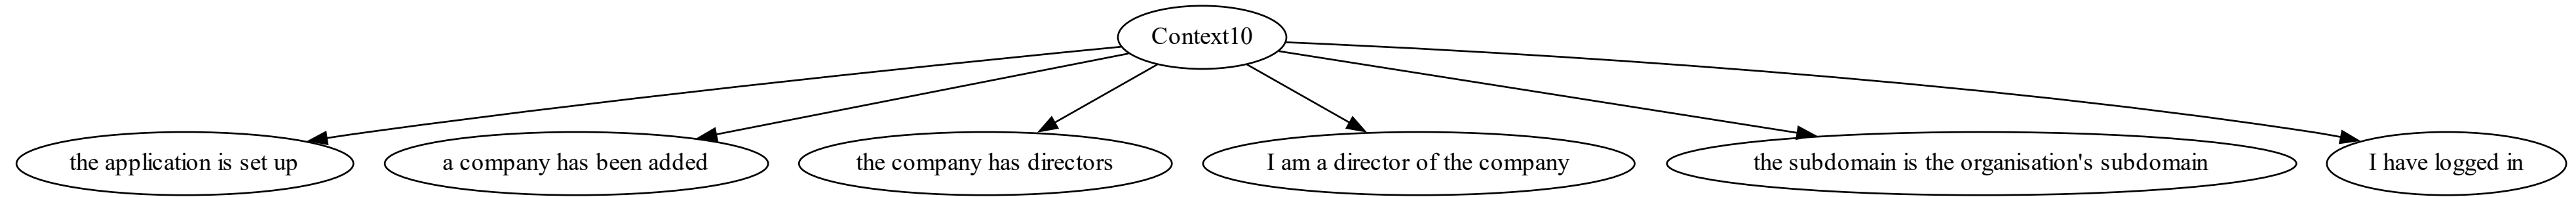 Context10
the application is set up
a company has been added
the company has directors
I am a director of the company
the subdomain is the organisation's subdomain
I have logged in